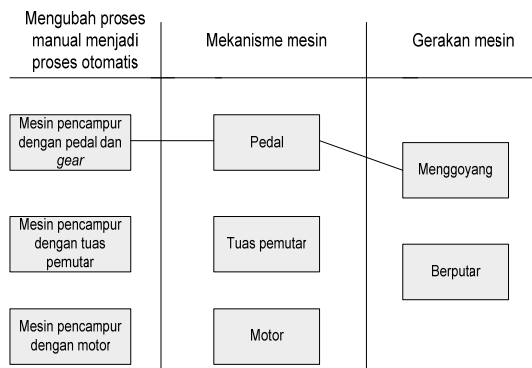 Mengubah proses
manual menjadi
proses otomatis
Mekanisme mesin
Gerakan mesin
Mesin pencampur
dengan pedal dan
gear
Pedal
Menggoyang
Mesin pencampur
dengan tuas
pemutar
Tuas pemutar
Berputar
Mesin pencampur
dengan motor
Motor